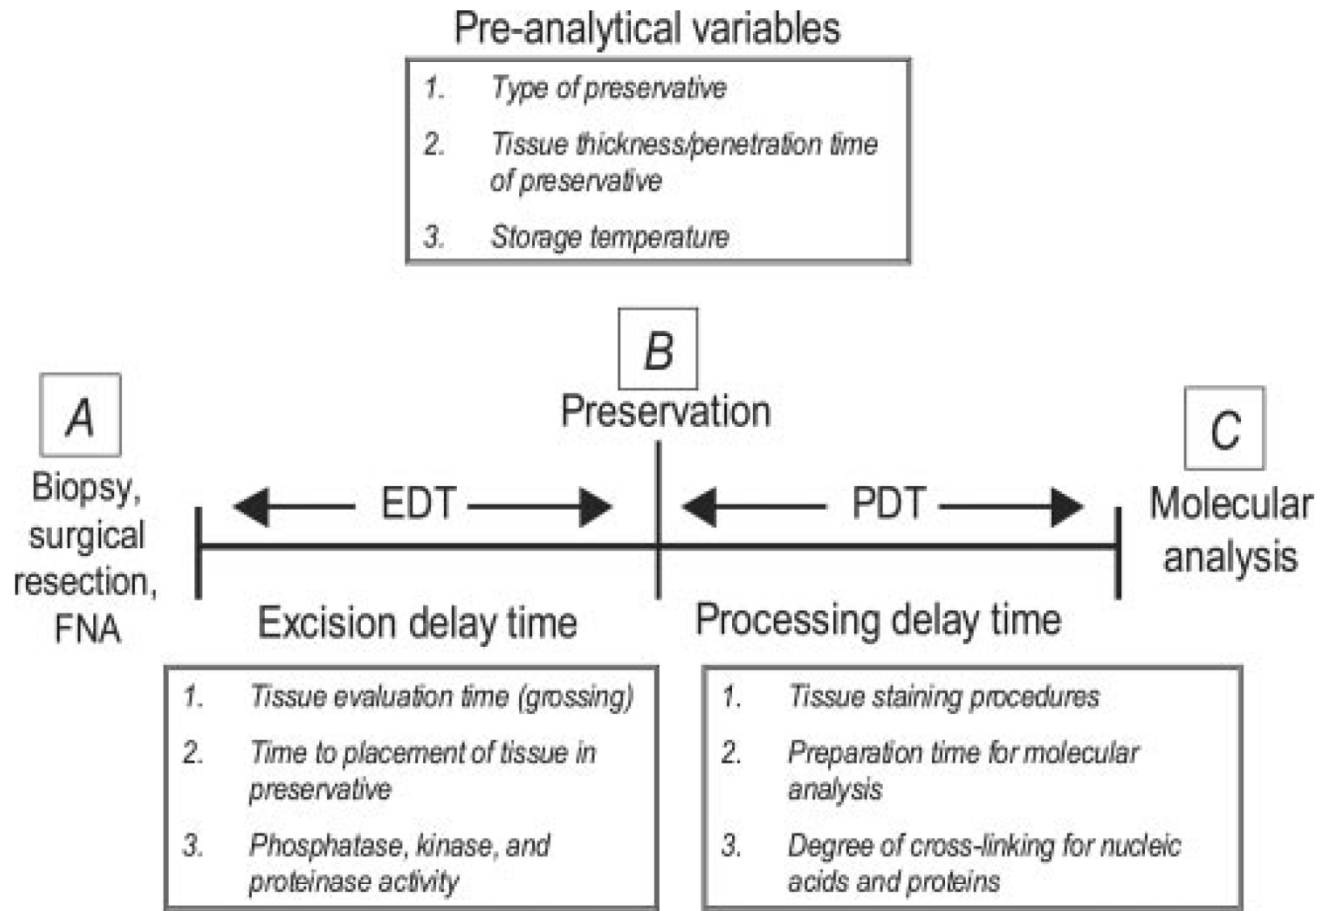 Pre-analytical variables
1. Type of preservative
2. Tissue thickness/penetration time
of preservative
3. Storage temperature
B
Preservation
A
Biopsy,
surgical
resection,
FNA
EDT
PDT
C
Molecular
analysis
Excision delay time
1. Tissue evaluation time (grossing)
2. Time to placement of tissue in
preservative
3. Phosphatase, kinase, and
proteinase activity
Processing delay time
1. Tissue staining procedures
2. Preparation time for molecular
analysis
3. Degree of cross-linking for nucleic
acids and proteins